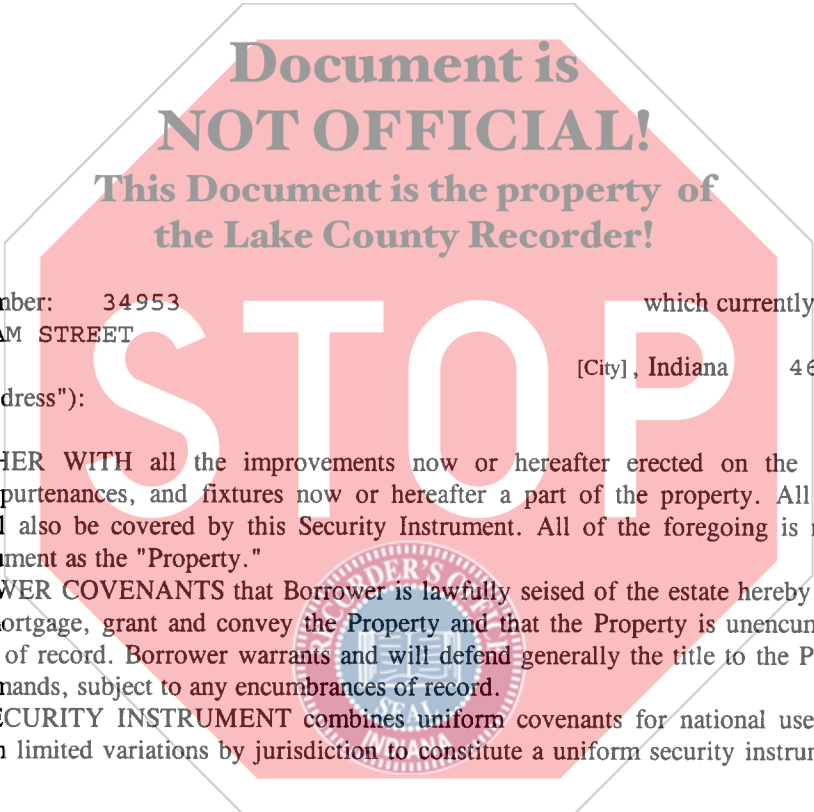 Document is
NOT OFFICIAL!
This Document is the property of
the Lake County Recorder!
STOP
mber: 34953 which currently
AM STREET
[City], Indiana 46
dress"):
HER WITH all the improvements now or hereafter erected on the
purtenances, and fixtures now or hereafter a part of the property. All
l also be covered by this Security Instrument. All of the foregoing is
ument as the "Property."
WER COVENANTS that Borrower is lawfully seised of the estate hereby
ortgage, grant and convey the Property and that the Property is unencum
of record. Borrower warrants and will defend generally the title to the P
mands, subject to any encumbrances of record.
ECURITY INSTRUMENT combines uniform covenants for national use
n limited variations by jurisdiction to constitute a uniform security instrum
RECORDER'S OFFICE
SEAL
INDIANA